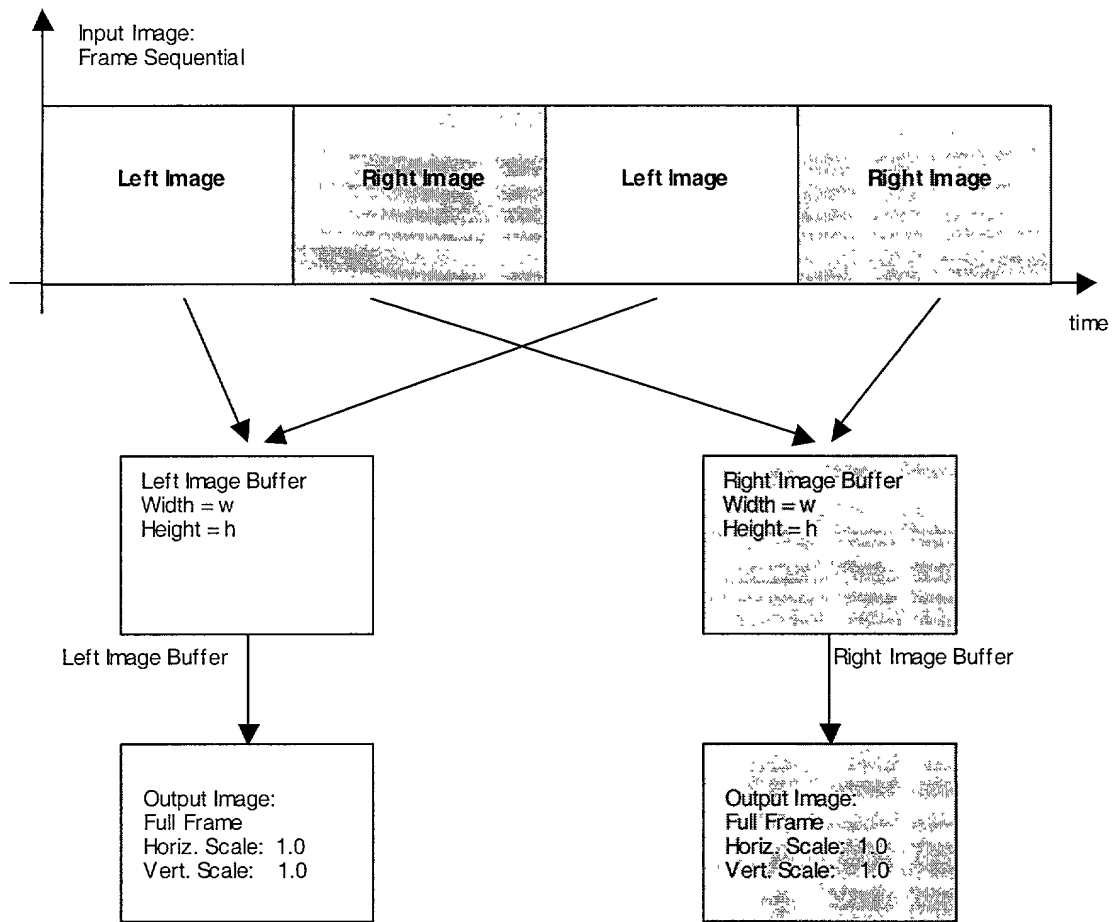 Input Image:
Frame Sequential
Left Image
Right Image
Left Image
Right Image
time
Left Image Buffer
Width = w
Height = h
Right Image Buffer
Width = w
Height = h
Left Image Buffer
Right Image Buffer
Output Image:
Full Frame
Horiz. Scale: 1.0
Vert. Scale: 1.0
Output Image:
Full Frame
Horiz. Scale: 1.0
Vert. Scale: 1.0